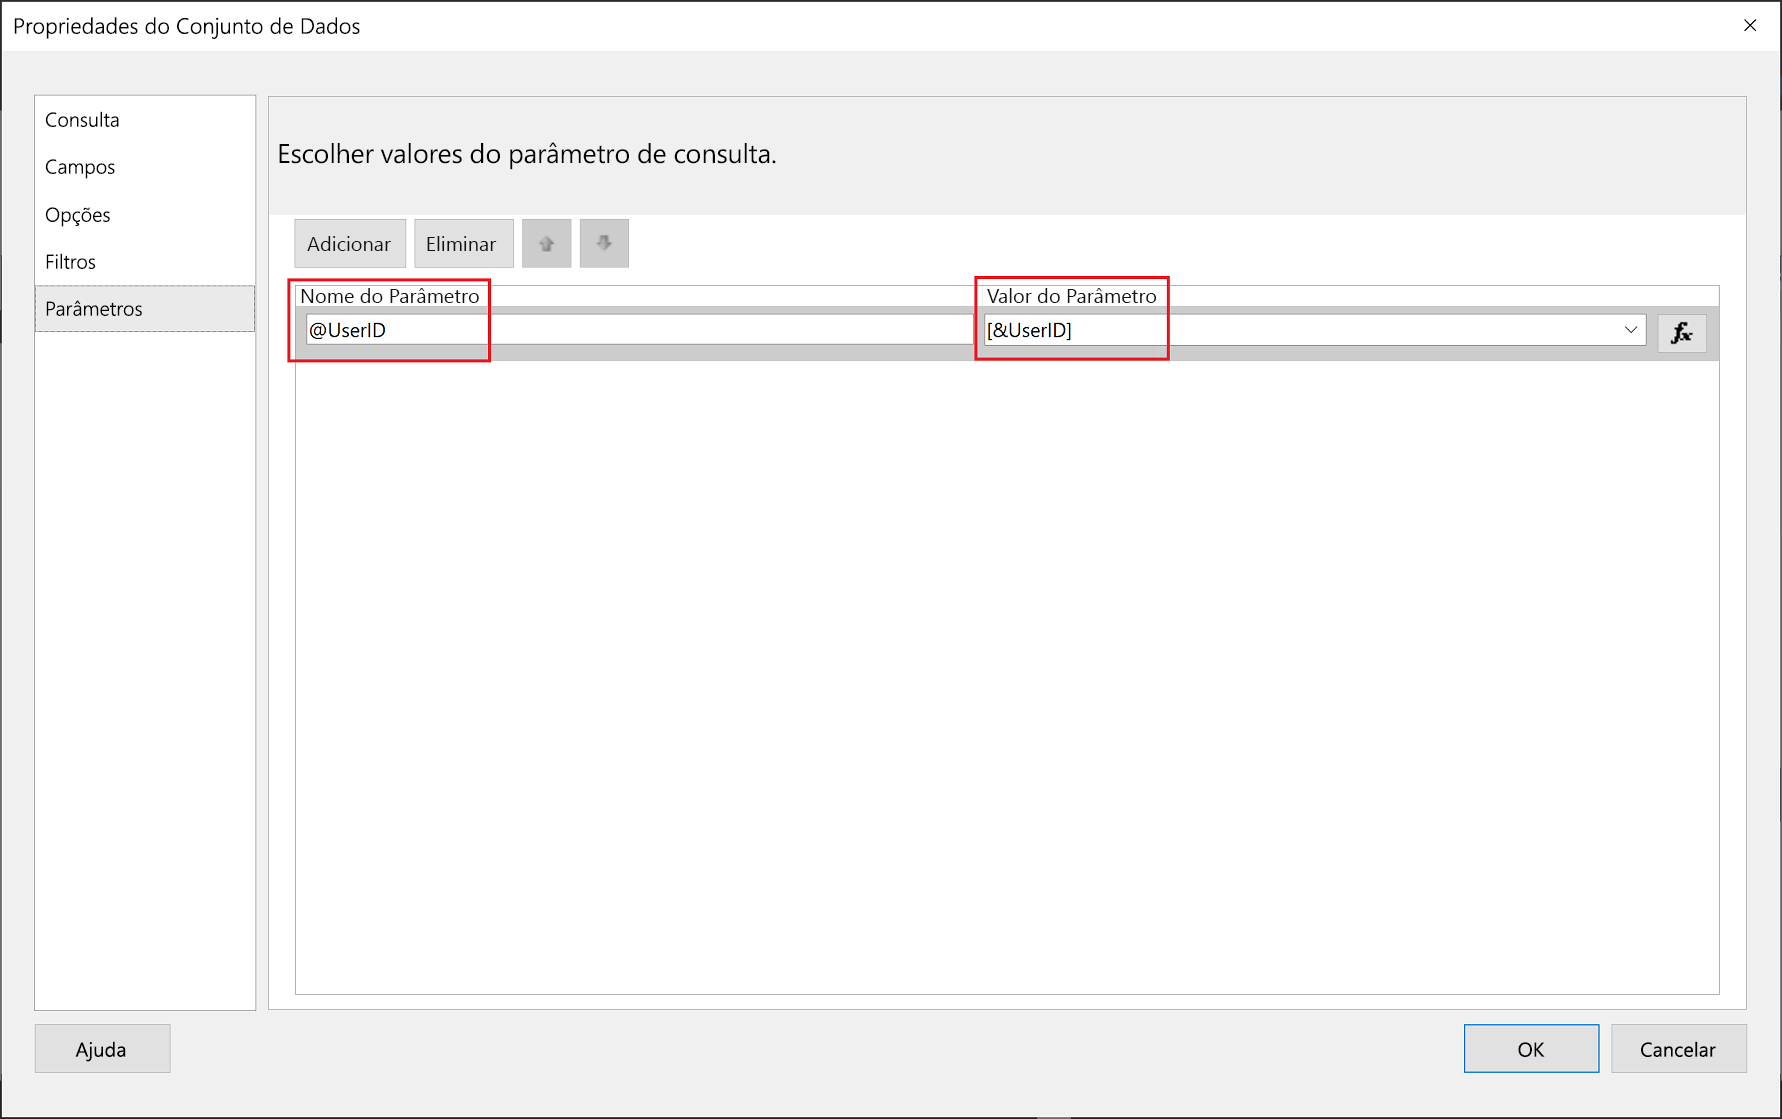 Propriedades do Conjunto de Dados
Consulta
Campos
Opções
Filtros
Parâmetros
Escolher valores do parâmetro de consulta.
Adicionar Eliminar
Nome do Parâmetro Valor do Parâmetro
@UserID [&UserID] fx
Ajuda OK Cancelar